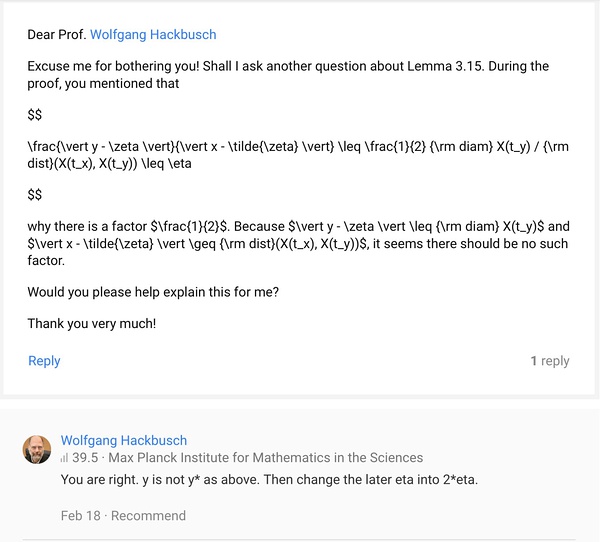 Dear Prof. Wolfgang Hackbusch
Excuse me for bothering you! Shall I ask another question about Lemma 3.15. During the
proof, you mentioned that
$$
\frac{\vert y - \zeta \vert}{\vert x - \tilde{\zeta} \vert} \leq \frac{1}{2} {\rm diam} X(t_y) / {\rm
dist}(X(t_x), X(t_y)) \leq \eta
$$
why there is a factor $\frac{1}{2}$. Because $\vert y - \zeta \vert \leq {\rm diam} X(t_y)$ and
$\vert x - \tilde{\zeta} \vert \geq {\rm dist}(X(t_x), X(t_y))$, it seems there should be no such
factor.
Would you please help explain this for me?
Thank you very much!
Reply 1 reply
Wolfgang Hackbusch
39.5 · Max Planck Institute for Mathematics in the Sciences
You are right. y is not y* as above. Then change the later eta into 2*eta.
Feb 18 · Recommend